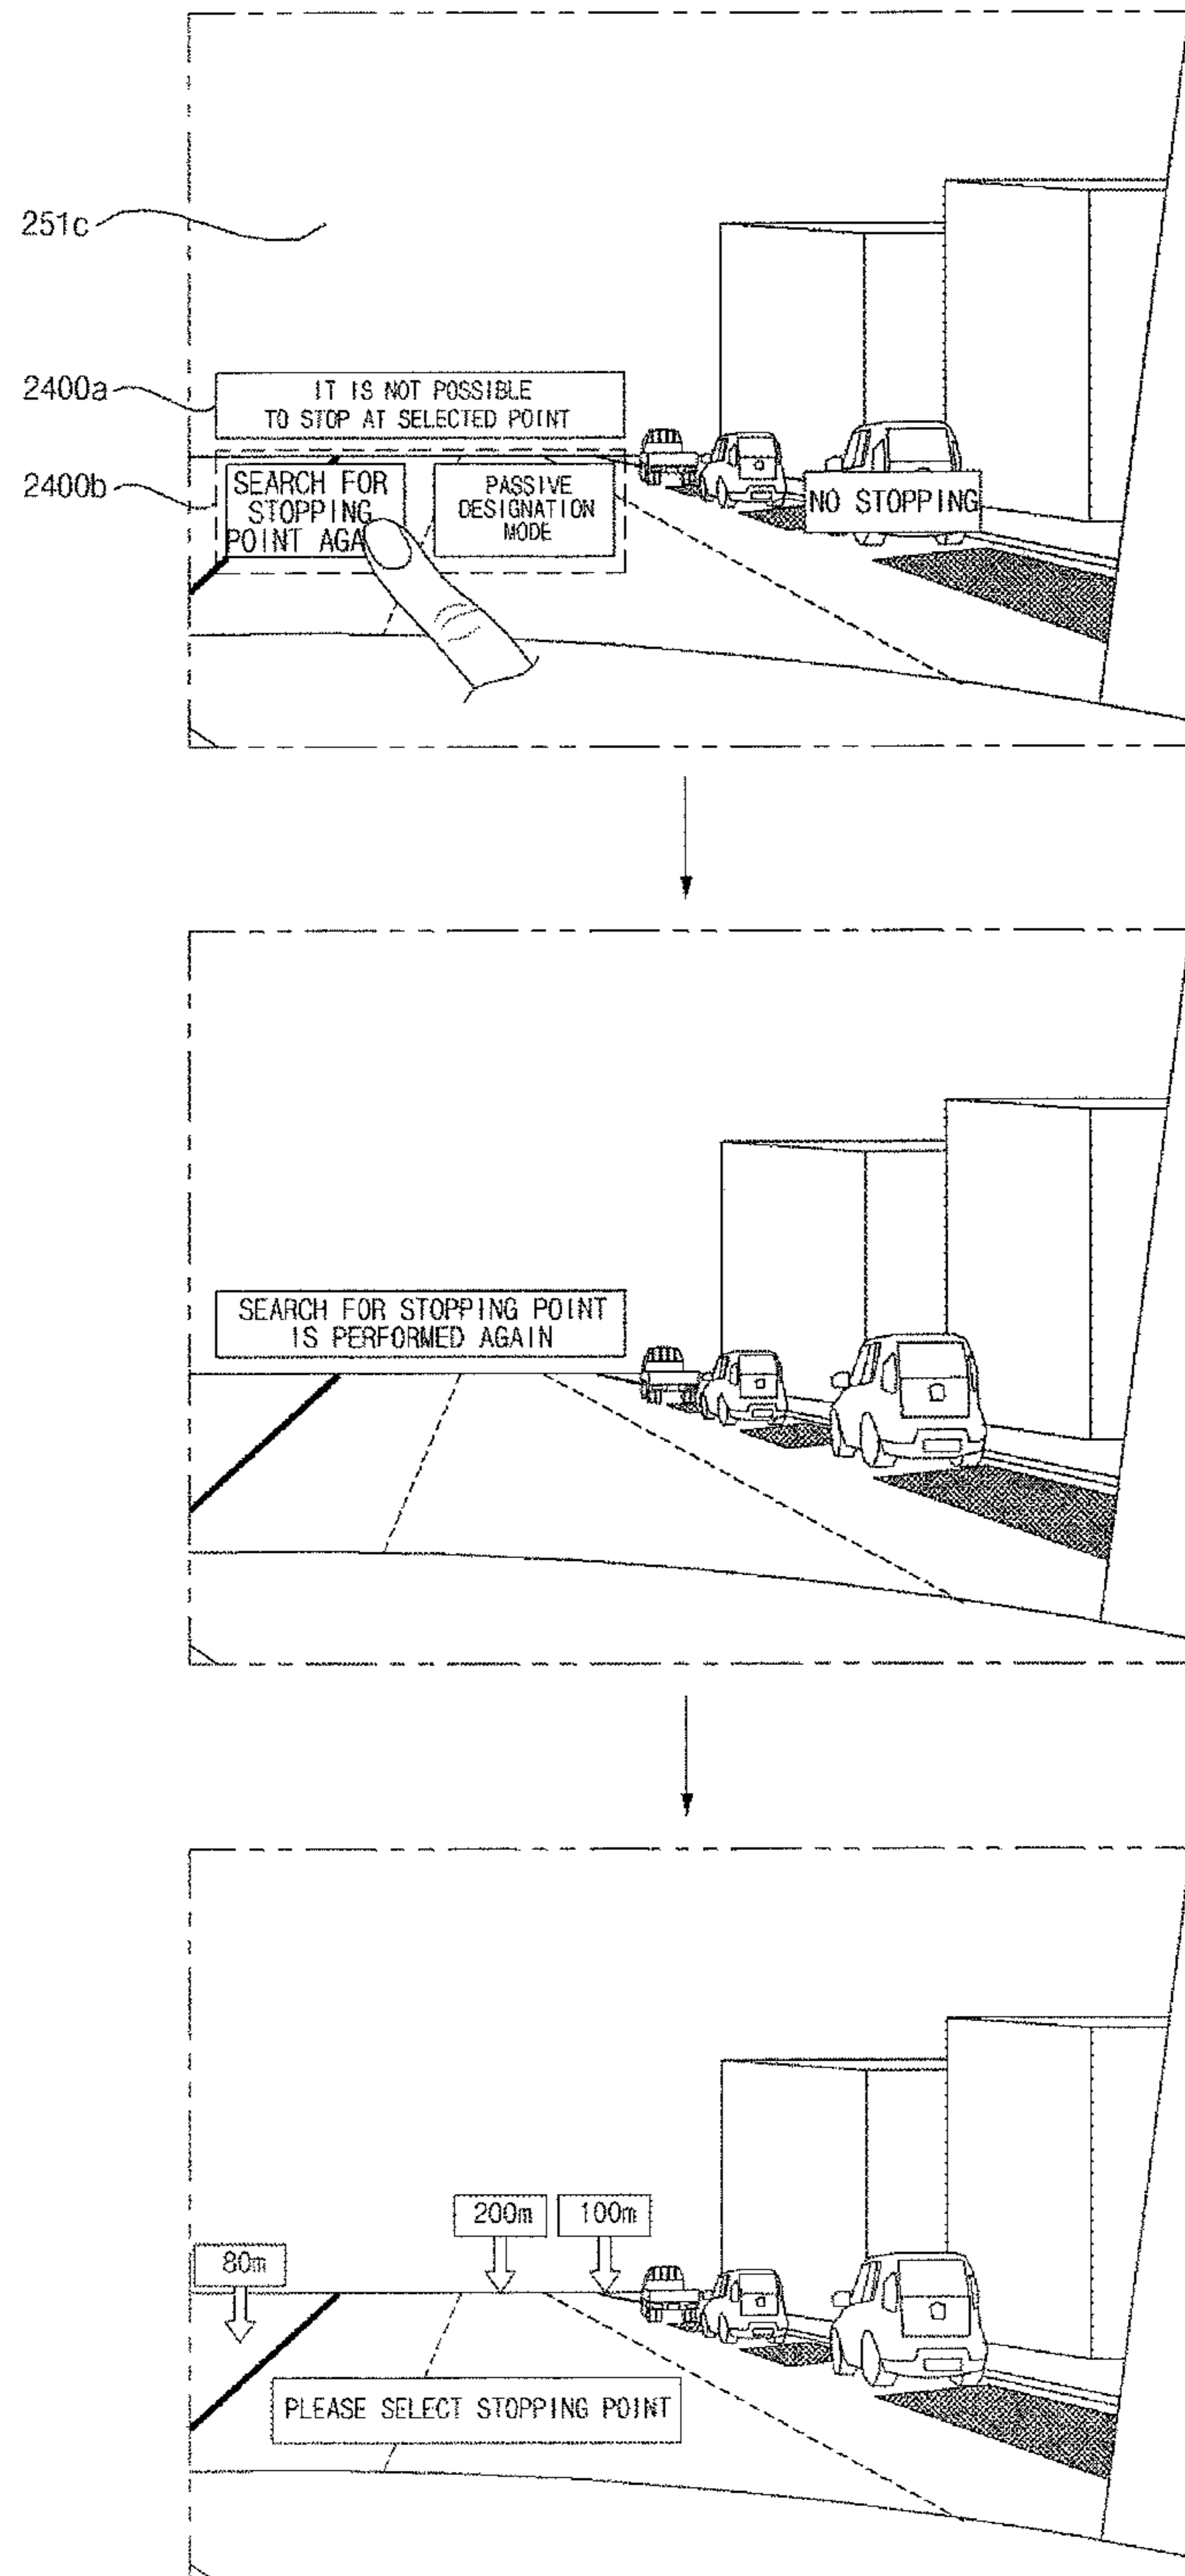 251c
2400a
IT IS NOT POSSIBLE
TO STOP AT SELECTED POINT
2400b
SEARCH FOR
STOPPING
POINT AGA
PASSIVE
DESIGNATION
MODE
NO STOPPING
SEARCH FOR STOPPING POINT
IS PERFORMED AGAIN
200m
100m
80m
PLEASE SELECT STOPPING POINT